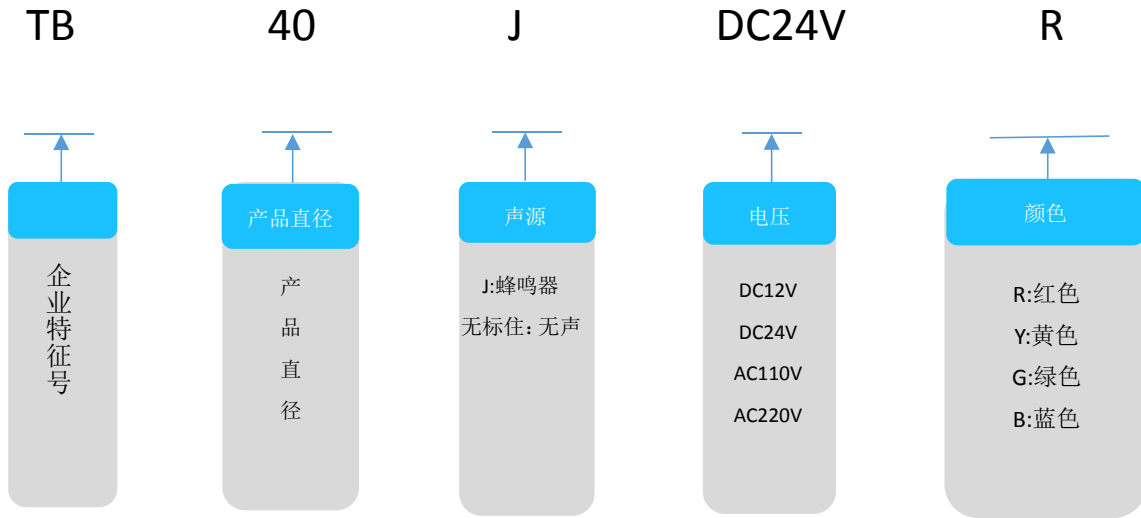 TB 40 J DC24V R
产品直径 声源 电压 颜色
企业特征号
产
品
直
径
J:蜂鸣器
无标住：无声
DC12V
DC24V
AC110V
AC220V
R:红色
Y:黄色
G:绿色
B:蓝色